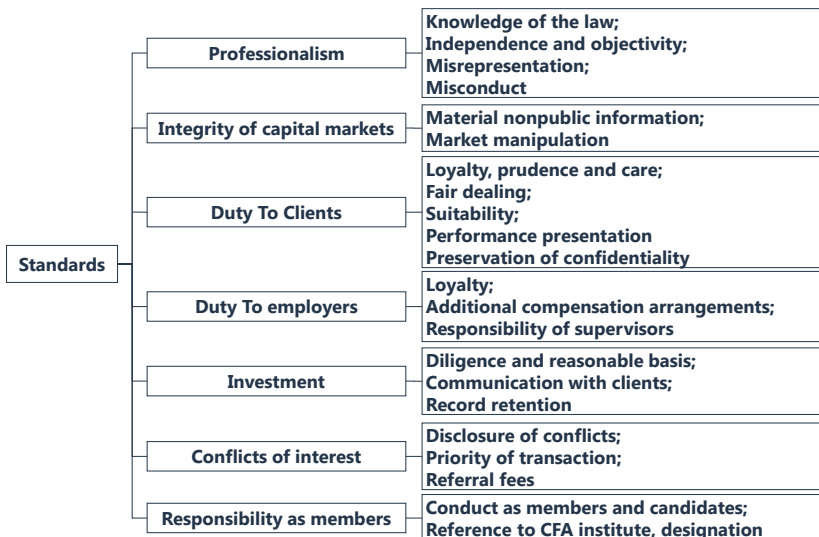 Standards
Professionalism
Knowledge of the law;
Independence and objectivity;
Misrepresentation;
Misconduct
Integrity of capital markets
Material nonpublic information;
Market manipulation
Duty To Clients
Loyalty, prudence and care;
Fair dealing;
Suitability;
Performance presentation
Preservation of confidentiality
Duty To employers
Loyalty;
Additional compensation arrangements;
Responsibility of supervisors
Investment
Diligence and reasonable basis;
Communication with clients;
Record retention
Conflicts of interest
Disclosure of conflicts;
Priority of transaction;
Referral fees
Responsibility as members
Conduct as members and candidates;
Reference to CFA institute, designation